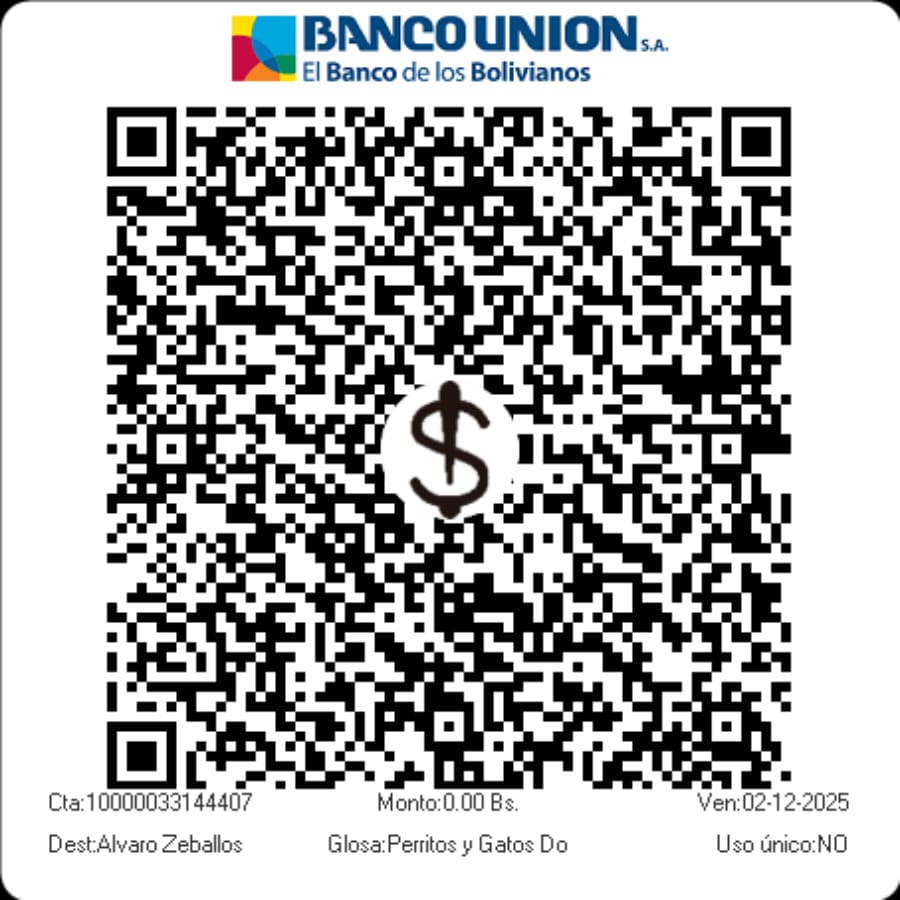 BANCO UNION S.A.
El Banco de los Bolivianos
$
Cta:10000033144407 Monto:0.00 Bs. Ven:02-12-2025
Dest:Alvaro Zeballos Glosa:Perritos y Gatos Do Uso único:NO